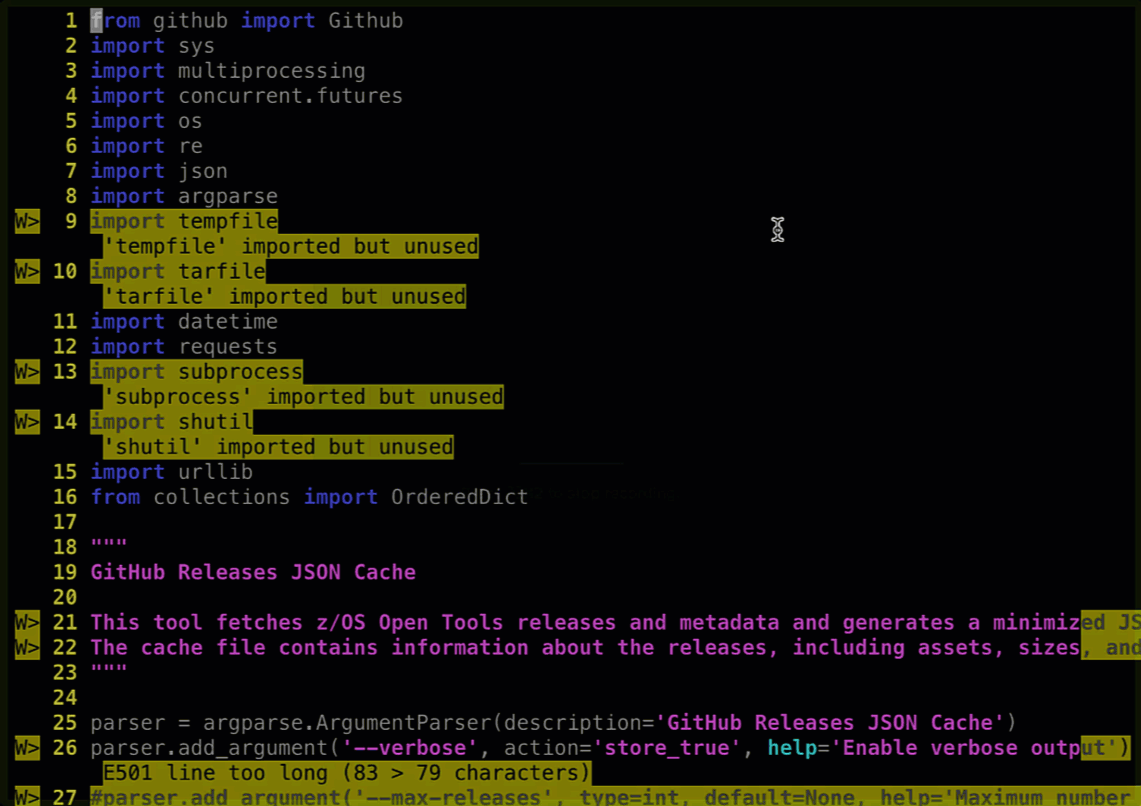 1 from github import Github
2 import sys
3 import multiprocessing
4 import concurrent.futures
5 import os
6 import re
7 import json
8 import argparse
W> 9 import tempfile
'tempfile' imported but unused
W> 10 import tarfile
'tarfile' imported but unused
11 import datetime
12 import requests
W> 13 import subprocess
'subprocess' imported but unused
W> 14 import shutil
'shutil' imported but unused
15 import urllib
16 from collections import OrderedDict
17
18 """
19 GitHub Releases JSON Cache
20
W> 21 This tool fetches z/OS Open Tools releases and metadata and generates a minimized JS
W> 22 The cache file contains information about the releases, including assets, sizes, and
23 """
24
25 parser = argparse.ArgumentParser(description='GitHub Releases JSON Cache')
W> 26 parser.add_argument('--verbose', action='store_true', help='Enable verbose output')
E501 line too long (83 > 79 characters)
W> 27 #parser.add_argument('--max-releases', type=int, default=None, help='Maximum number